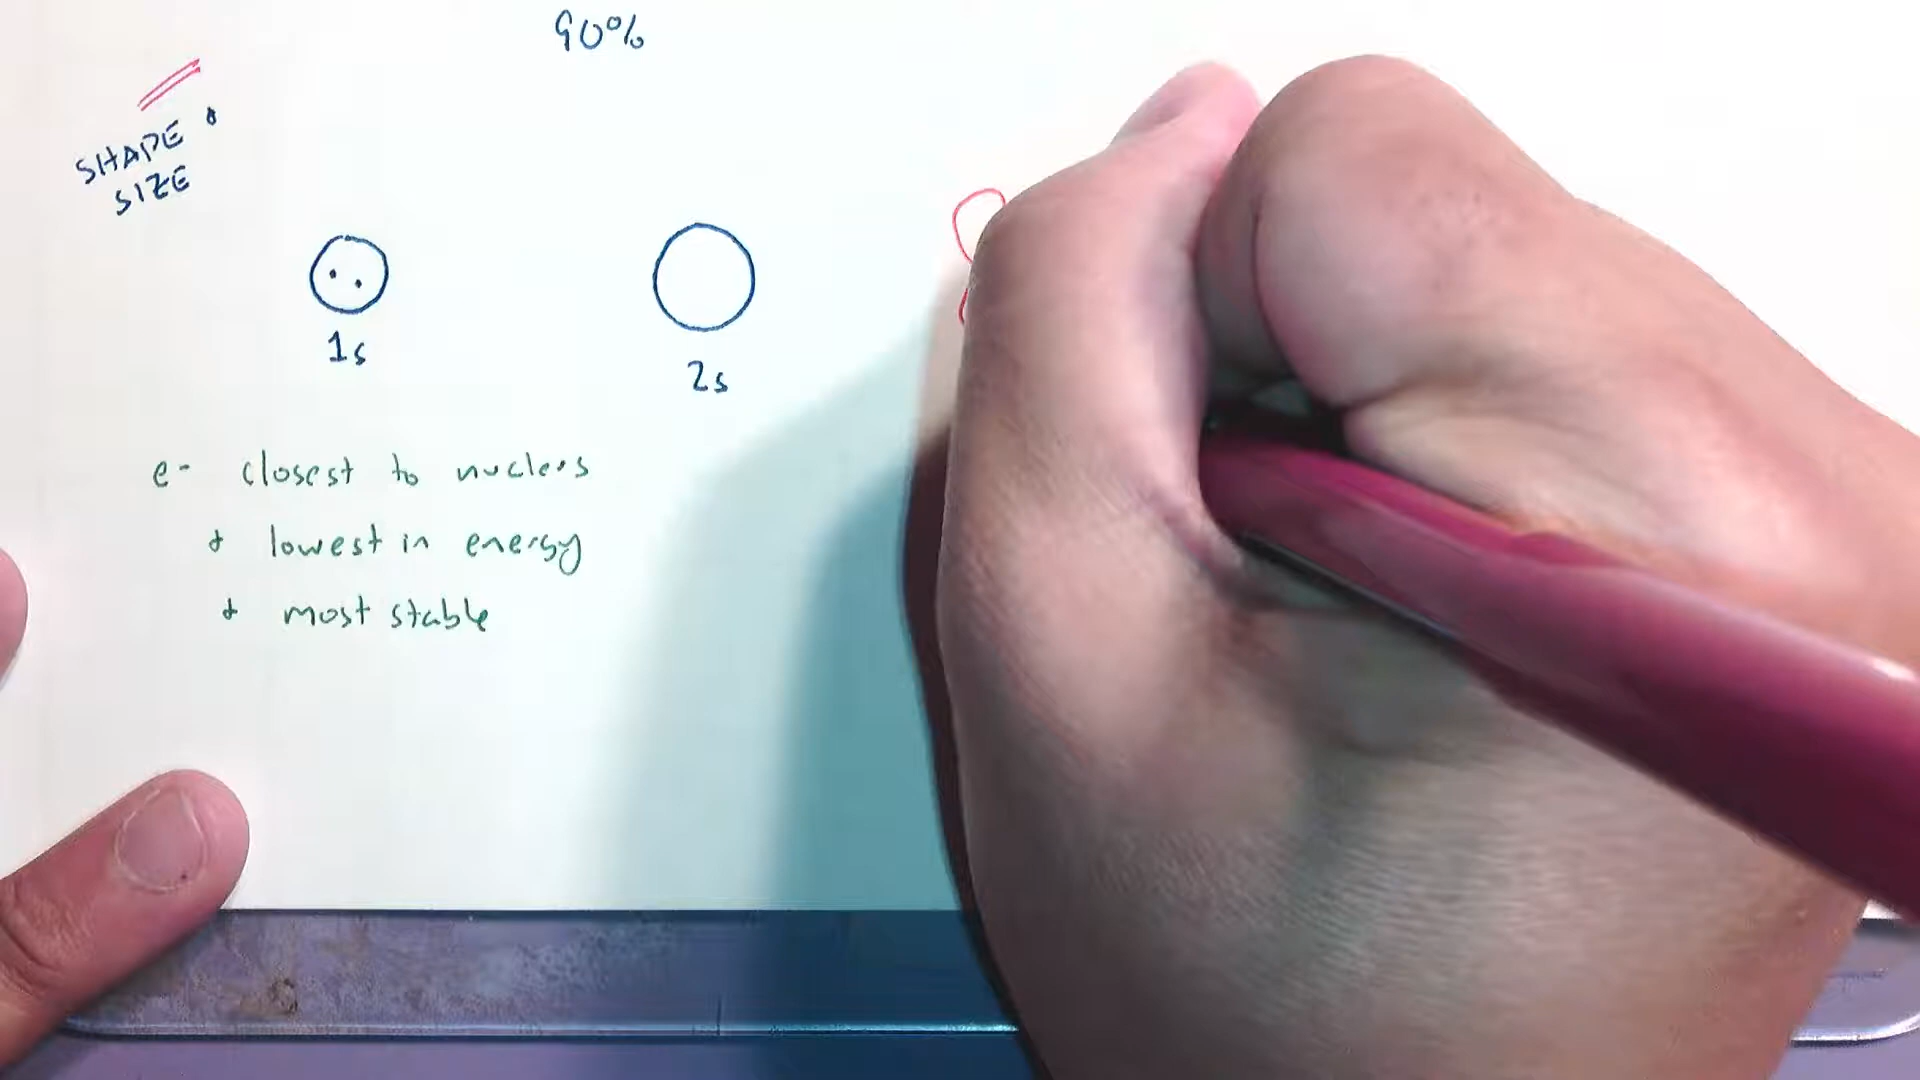 90%
SHAPE +
SIZE
1s
2s
e- closest to nucleus
+ lowest in energy
+ most stable